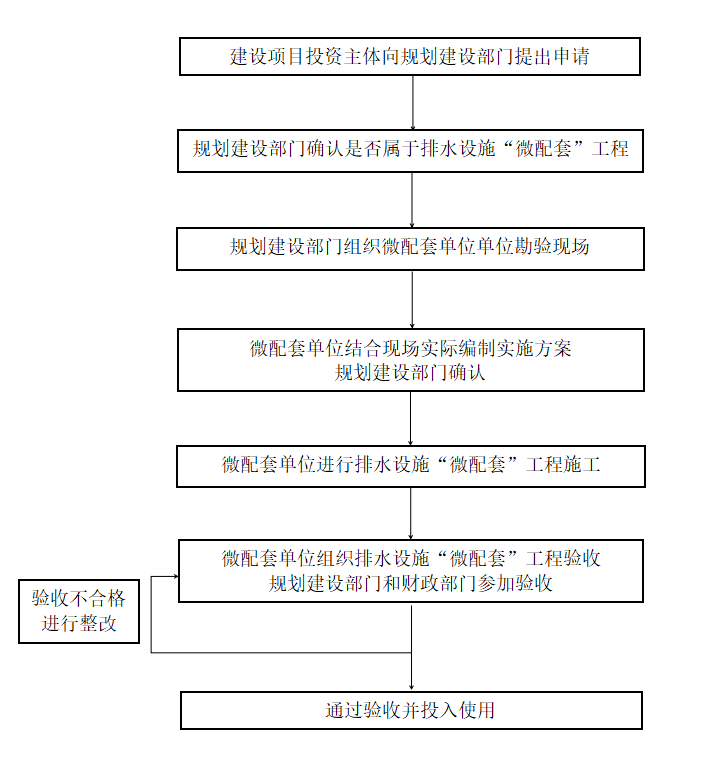 建设项目投资主体向规划建设部门提出申请
规划建设部门确认是否属于排水设施“微配套”工程
规划建设部门组织微配套单位单位勘验现场
微配套单位结合现场实际编制实施方案
规划建设部门确认
微配套单位进行排水设施“微配套”工程施工
微配套单位组织排水设施“微配套”工程验收
规划建设部门和财政部门参加验收
验收不合格
进行整改
通过验收并投入使用